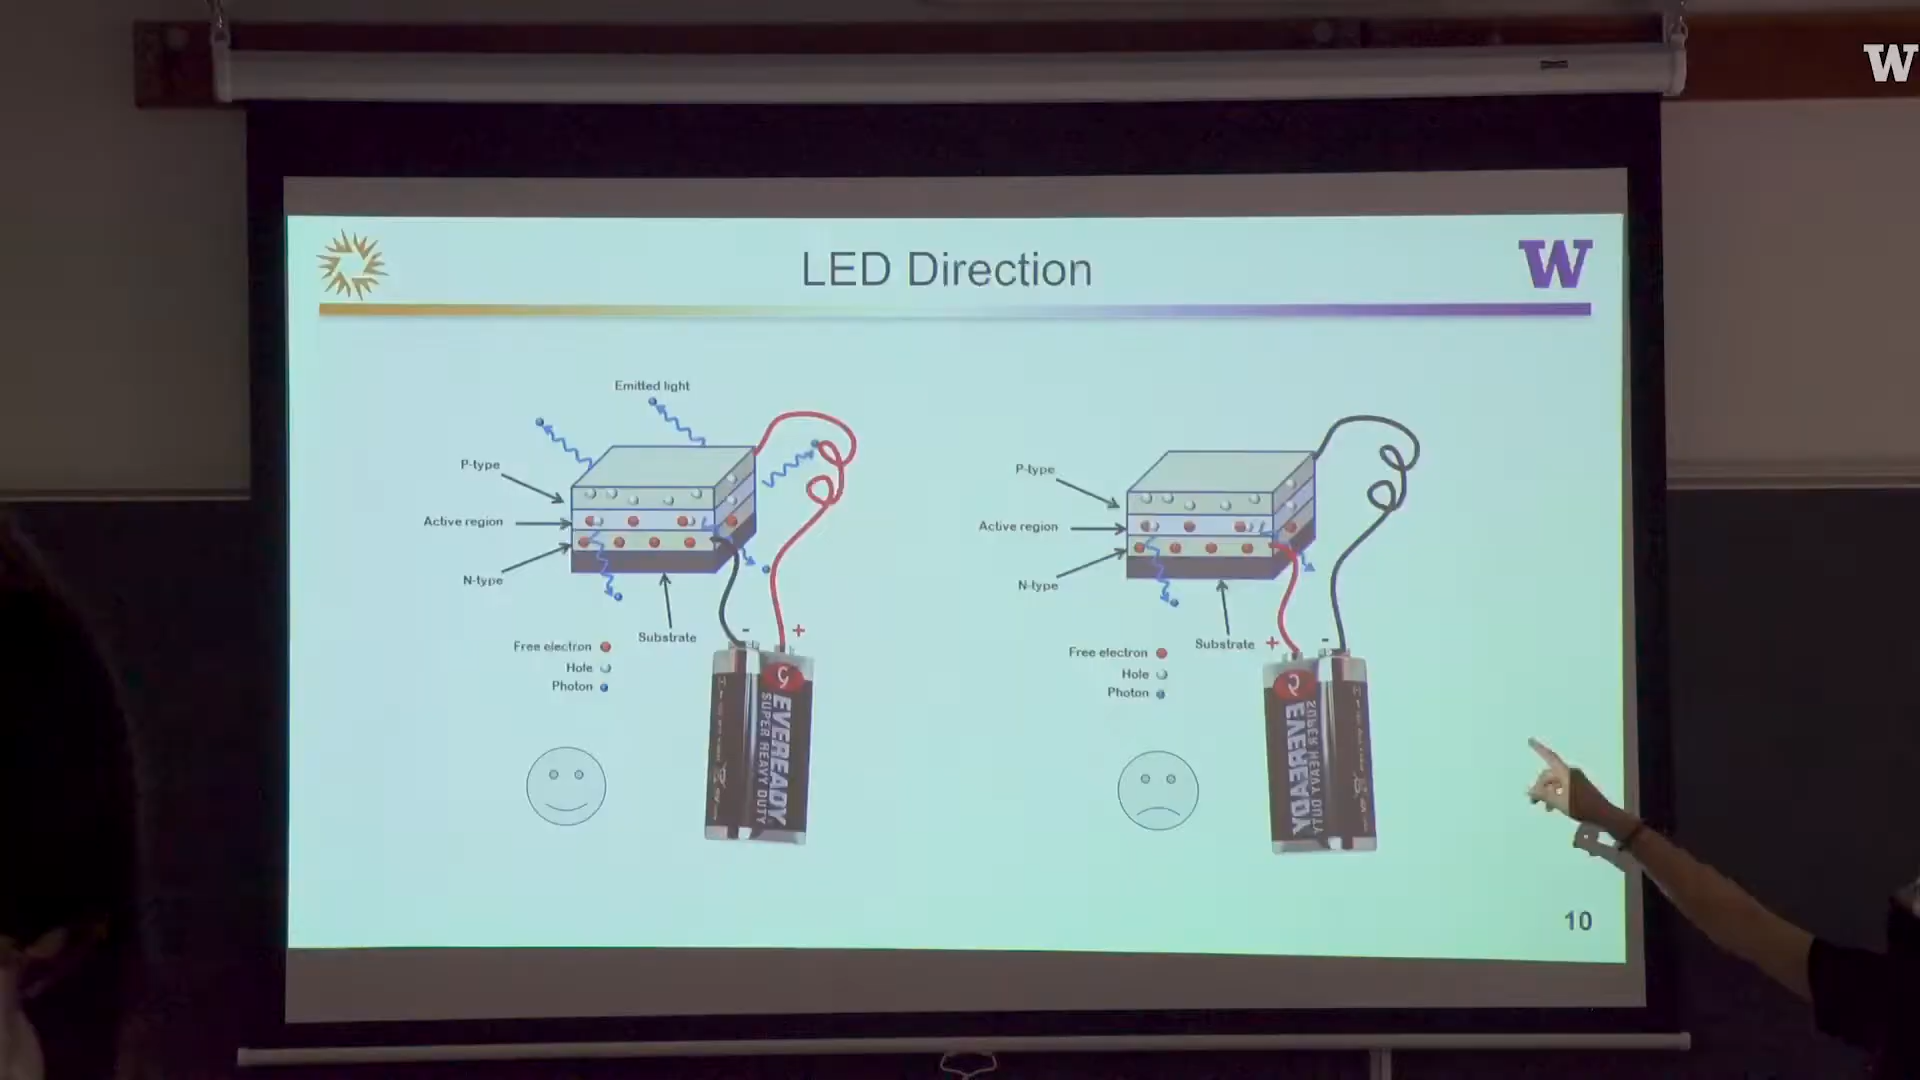 W
LED Direction
W
Emitted light
P-type
Active region
N-type
Substrate
- +
Free electron
Hole
Photon
EVEREADY
SUPER HEAVY DUTY
P-type
Active region
N-type
Substrate
+ -
Free electron
Hole
Photon
EVEREADY
SUPER HEAVY DUTY
10